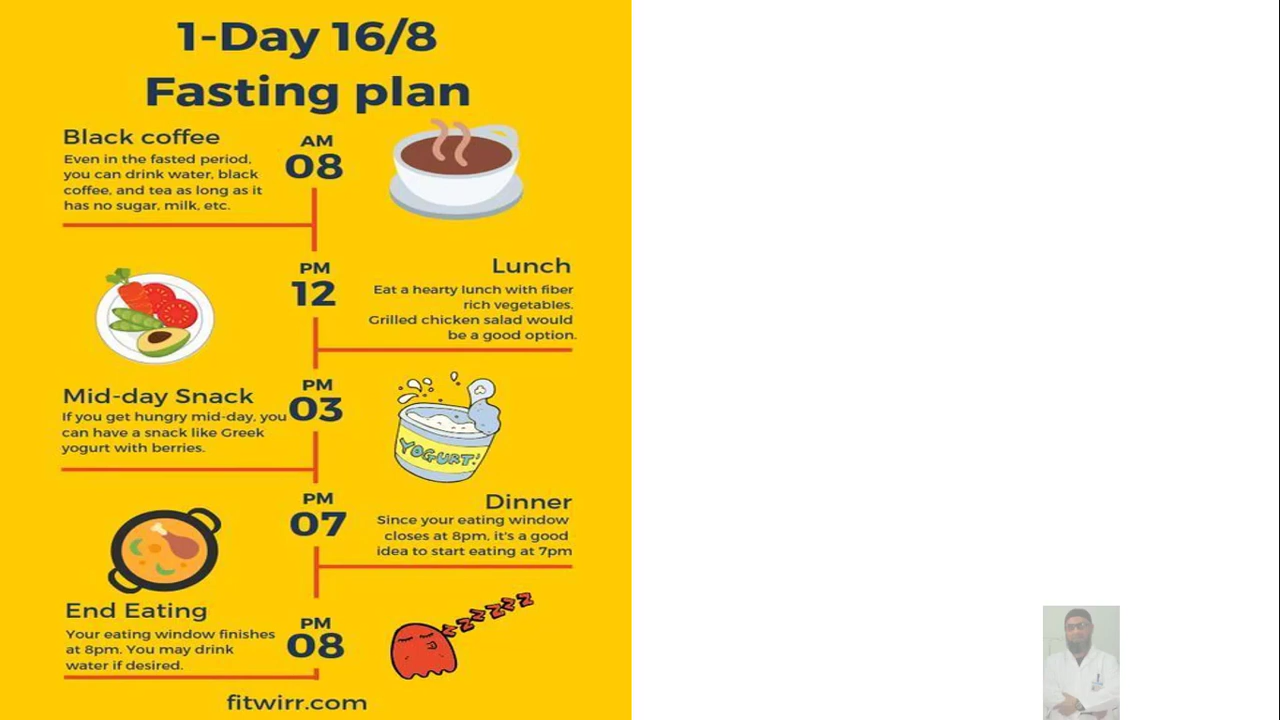 1-Day 16/8
Fasting plan
Black coffee
Even in the fasted period,
you can drink water, black
coffee, and tea as long as it
has no sugar, milk, etc.
AM
08
PM
12
Lunch
Eat a hearty lunch with fiber
rich vegetables.
Grilled chicken salad would
be a good option.
Mid-day Snack
If you get hungry mid-day, you
can have a snack like Greek
yogurt with berries.
PM
03
YOGURT!
PM
07
Dinner
Since your eating window
closes at 8pm, it's a good
idea to start eating at 7pm
End Eating
Your eating window finishes
at 8pm. You may drink
water if desired.
PM
08
zzzzzz
fitwirr.com